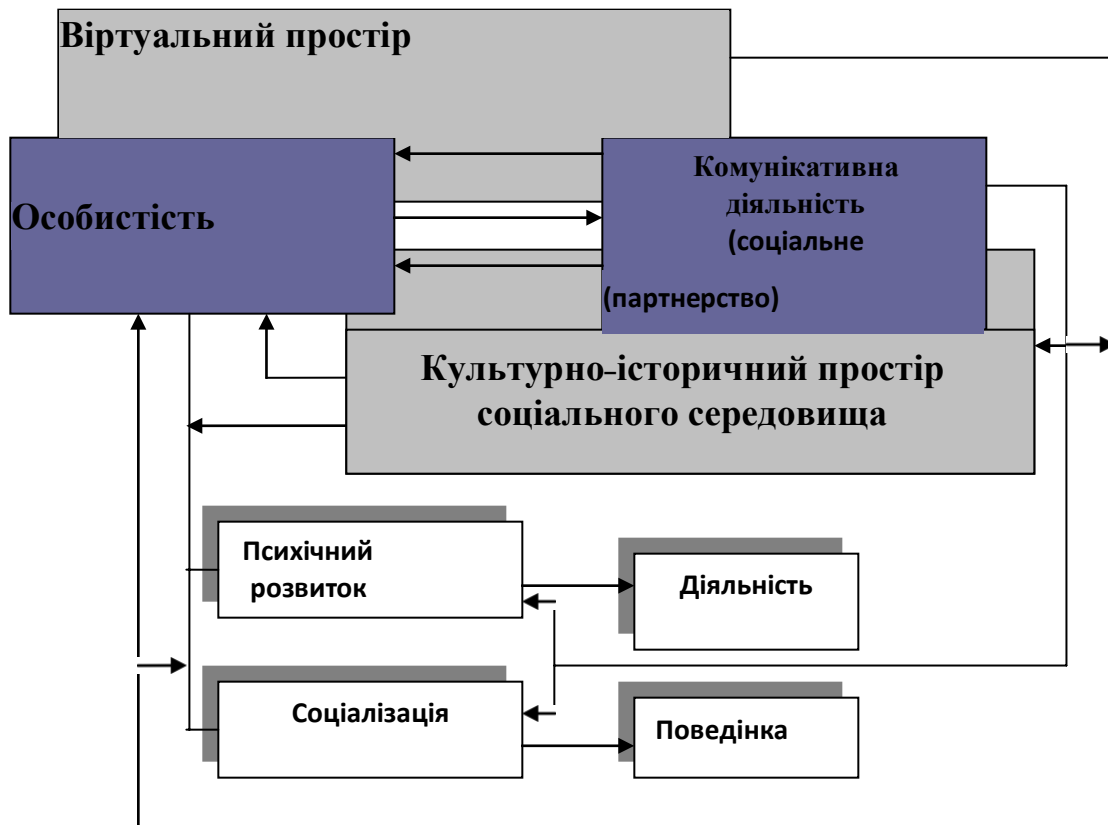 Віртуальний простір
Особистість
Комунікативна
діяльність
(соціальне
(партнерство)
Культурно-історичний простір
соціального середовища
Психічний
розвиток
Діяльність
Соціалізація
Поведінка